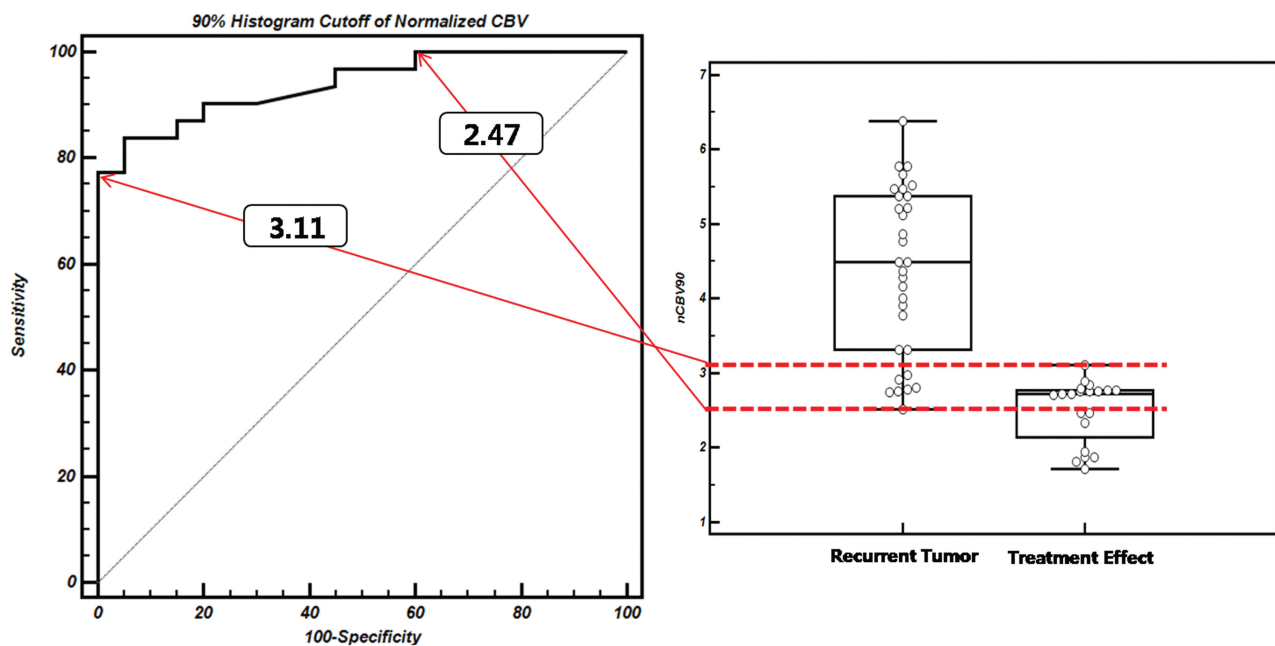 90% Histogram Cutoff of Normalized CBV
100
80
60
40
20
0
Sensitivity
0 20 40 60 80 100
100-Specificity
2.47
3.11
7
6
5
4
3
2
1
nCBV90
Recurrent Tumor Treatment Effect